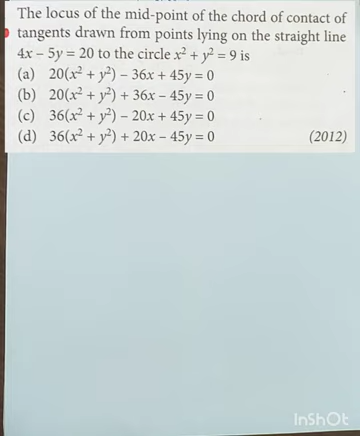 The locus of the mid-point of the chord of contact of
tangents drawn from points lying on the straight line
4x – 5y = 20 to the circle x² + y² = 9 is
(a) 20(x² + y²) – 36x + 45y = 0
(b) 20(x² + y²) + 36x – 45y = 0
(c) 36(x² + y²) – 20x + 45y = 0
(d) 36(x² + y²) + 20x – 45y = 0 (2012)
InShOt